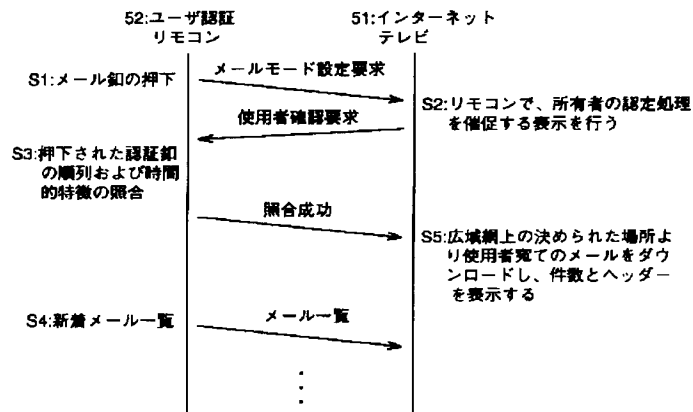 52:ユーザ認証
リモコン
51:インターネット
テレビ
S1:メール釦の押下
メールモード設定要求
S2:リモコンで、所有者の認定処理
を催促する表示を行う
使用者確認要求
S3:押下された認証釦
の順列および時間
的特徴の照合
照合成功
S5:広域網上の決められた場所よ
り使用者宛てのメールをダウ
ンロードし、件数とヘッダー
を表示する
S4:新着メール一覧
メール一覧